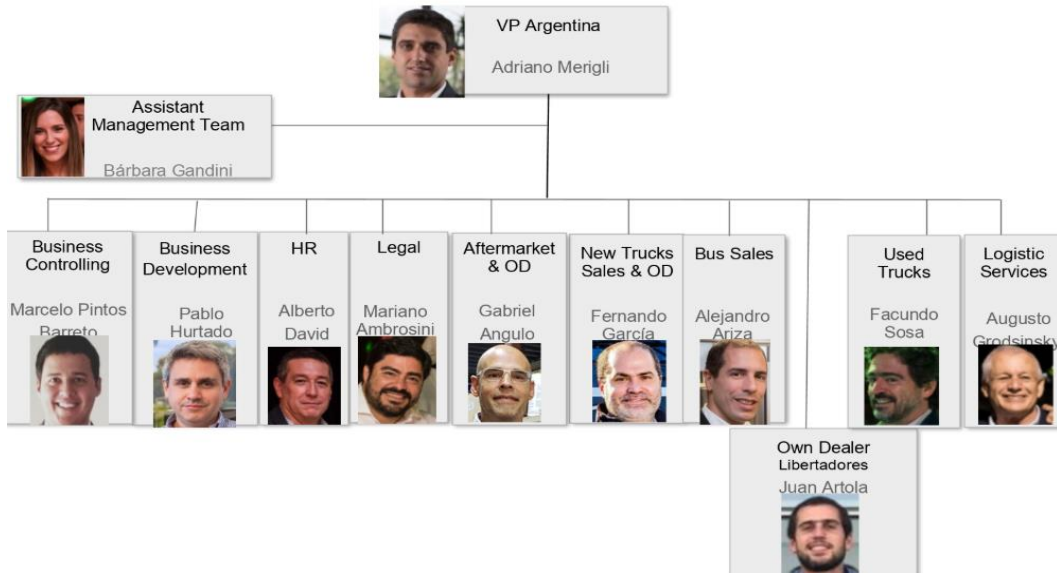 VP Argentina
Adriano Merigli
Assistant
Management Team
Bárbara Gandini
Business
Controlling
Marcelo Pintos
Barreto
Business
Development
Pablo
Hurtado
HR
Alberto
David
Legal
Mariano
Ambrosini
Aftermarket
& OD
Gabriel
Angulo
New Trucks
Sales & OD
Fernando
García
Bus Sales
Alejandro
Ariza
Used
Trucks
Facundo
Sosa
Logistic
Services
Augusto
Grodsinsky
Own Dealer
Libertadores
Juan Artola